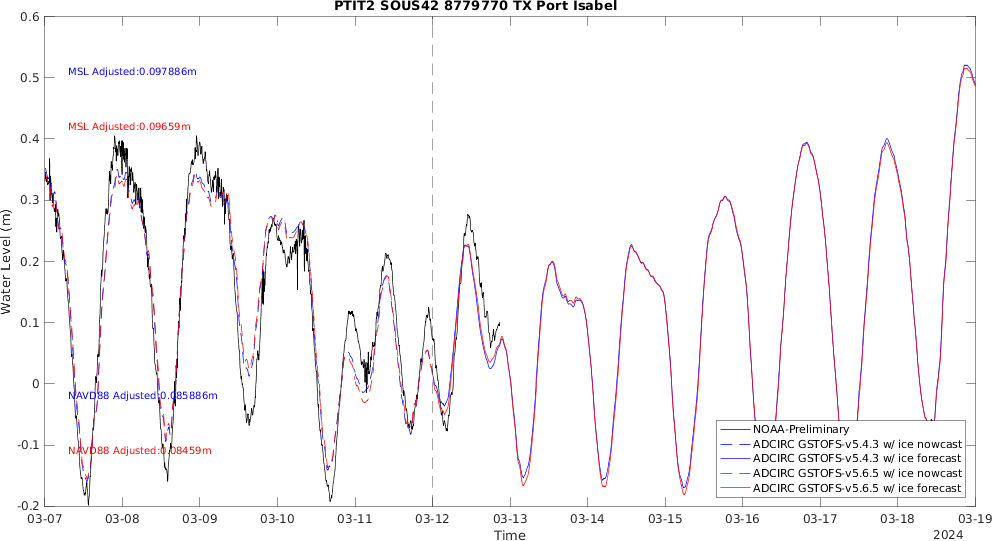 PTIT2 SOUS42 8779770 TX Port Isabel
0.6
0.5
0.4
0.3
0.2
0.1
0
-0.1
-0.2
Water Level (m)
MSL Adjusted:0.097886m
MSL Adjusted:0.09659m
NAVD88 Adjusted:0.085886m
NAVD88 Adjusted:0.08459m
NOAA-Preliminary
ADCIRC GSTOFS-v5.4.3 w/ ice nowcast
ADCIRC GSTOFS-v5.4.3 w/ ice forecast
ADCIRC GSTOFS-v5.6.5 w/ ice nowcast
ADCIRC GSTOFS-v5.6.5 w/ ice forecast
03-07 03-08 03-09 03-10 03-11 03-12 03-13 03-14 03-15 03-16 03-17 03-18 03-19
Time
2024